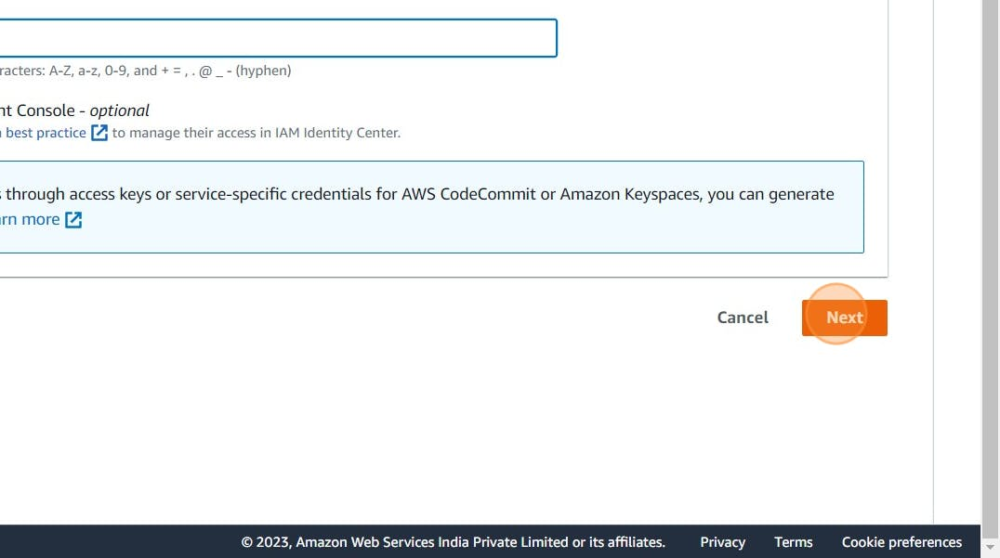 racters: A-Z, a-z, 0-9, and + = , . @ _ - (hyphen)
nt Console - optional
best practice to manage their access in IAM Identity Center.
through access keys or service-specific credentials for AWS CodeCommit or Amazon Keyspaces, you can generate
rn more
Cancel Next
© 2023, Amazon Web Services India Private Limited or its affiliates. Privacy Terms Cookie preferences